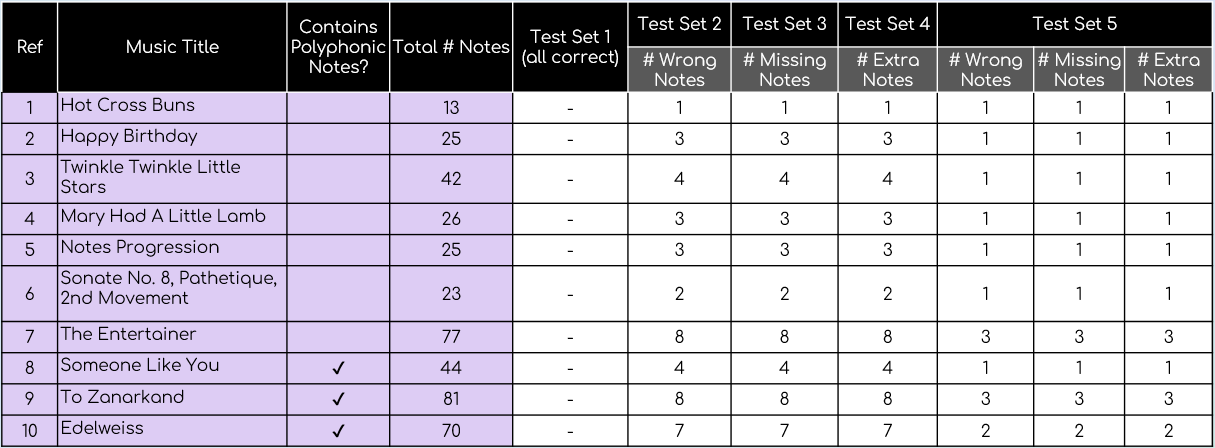 Ref
Music Title
Contains
Polyphonic
Notes?
Total # Notes
Test Set 1
(all correct)
Test Set 2
Test Set 3
Test Set 4
Test Set 5
# Wrong
Notes
# Missing
Notes
# Extra
Notes
# Wrong
Notes
# Missing
Notes
# Extra
Notes
1 Hot Cross Buns 13 - 1 1 1 1 1 1
2 Happy Birthday 25 - 3 3 3 1 1 1
3 Twinkle Twinkle Little
Stars 42 - 4 4 4 1 1 1
4 Mary Had A Little Lamb 26 - 3 3 3 1 1 1
5 Notes Progression 25 - 3 3 3 1 1 1
6 Sonate No. 8, Pathetique,
2nd Movement 23 - 2 2 2 1 1 1
7 The Entertainer 77 - 8 8 8 3 3 3
8 Someone Like You ✓ 44 - 4 4 4 1 1 1
9 To Zanarkand ✓ 81 - 8 8 8 3 3 3
10 Edelweiss ✓ 70 - 7 7 7 2 2 2